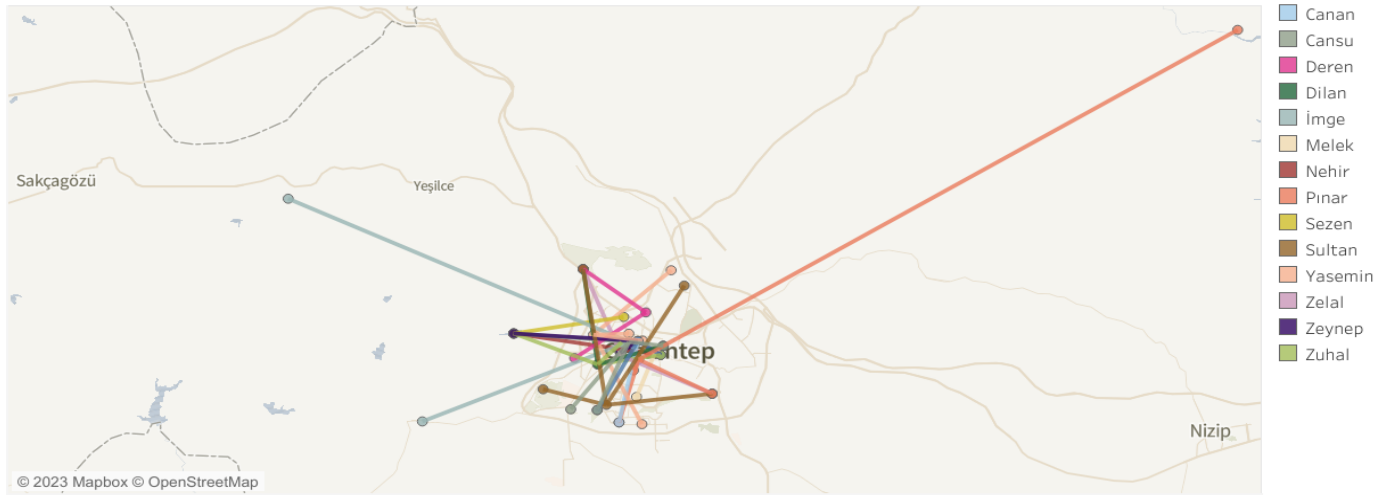 Sakçagözü
Yeşilce
ntep
Nizip
© 2023 Mapbox © OpenStreetMap
Canan
Cansu
Deren
Dilan
İmge
Melek
Nehir
Pınar
Sezen
Sultan
Yasemin
Zelal
Zeynep
Zuhal